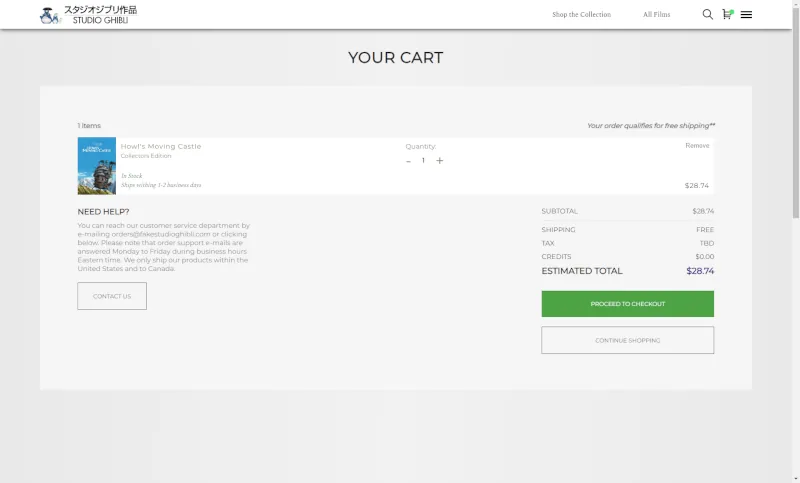 スタジオジブリ作品
STUDIO GHIBLI
Shop the Collection
All Films
YOUR CART
1 Items
Your order qualifies for free shipping**
Howl's Moving Castle
Collectors Edition
In Stock
Ships withing 1-2 business days
Quantity:
- 1 +
Remove
$28.74
NEED HELP?
You can reach our customer service department by
e-mailing orders@fakestudioghibli.com or clicking
below. Please note that order support e-mails are
answered Monday to Friday during business hours
Eastern time. We only ship our products within the
United States and to Canada.
CONTACT US
SUBTOTAL $28.74
SHIPPING FREE
TAX TBD
CREDITS $0.00
ESTIMATED TOTAL $28.74
PROCEED TO CHECKOUT
CONTINUE SHOPPING